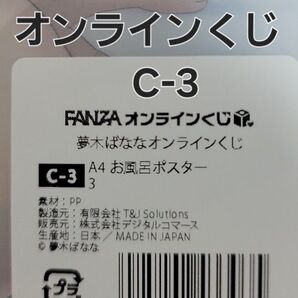 オンラインくじ
C-3
FANZA オンラインくじ
夢木ばななオンラインくじ
C-3 A4 お風呂ポスター
3
素材：PP
製造元：有限会社 T&J Solutions
販売元：株式会社デジタルコマース
生産地：日本／MADE IN JAPAN
© 夢木ばなな
プラ